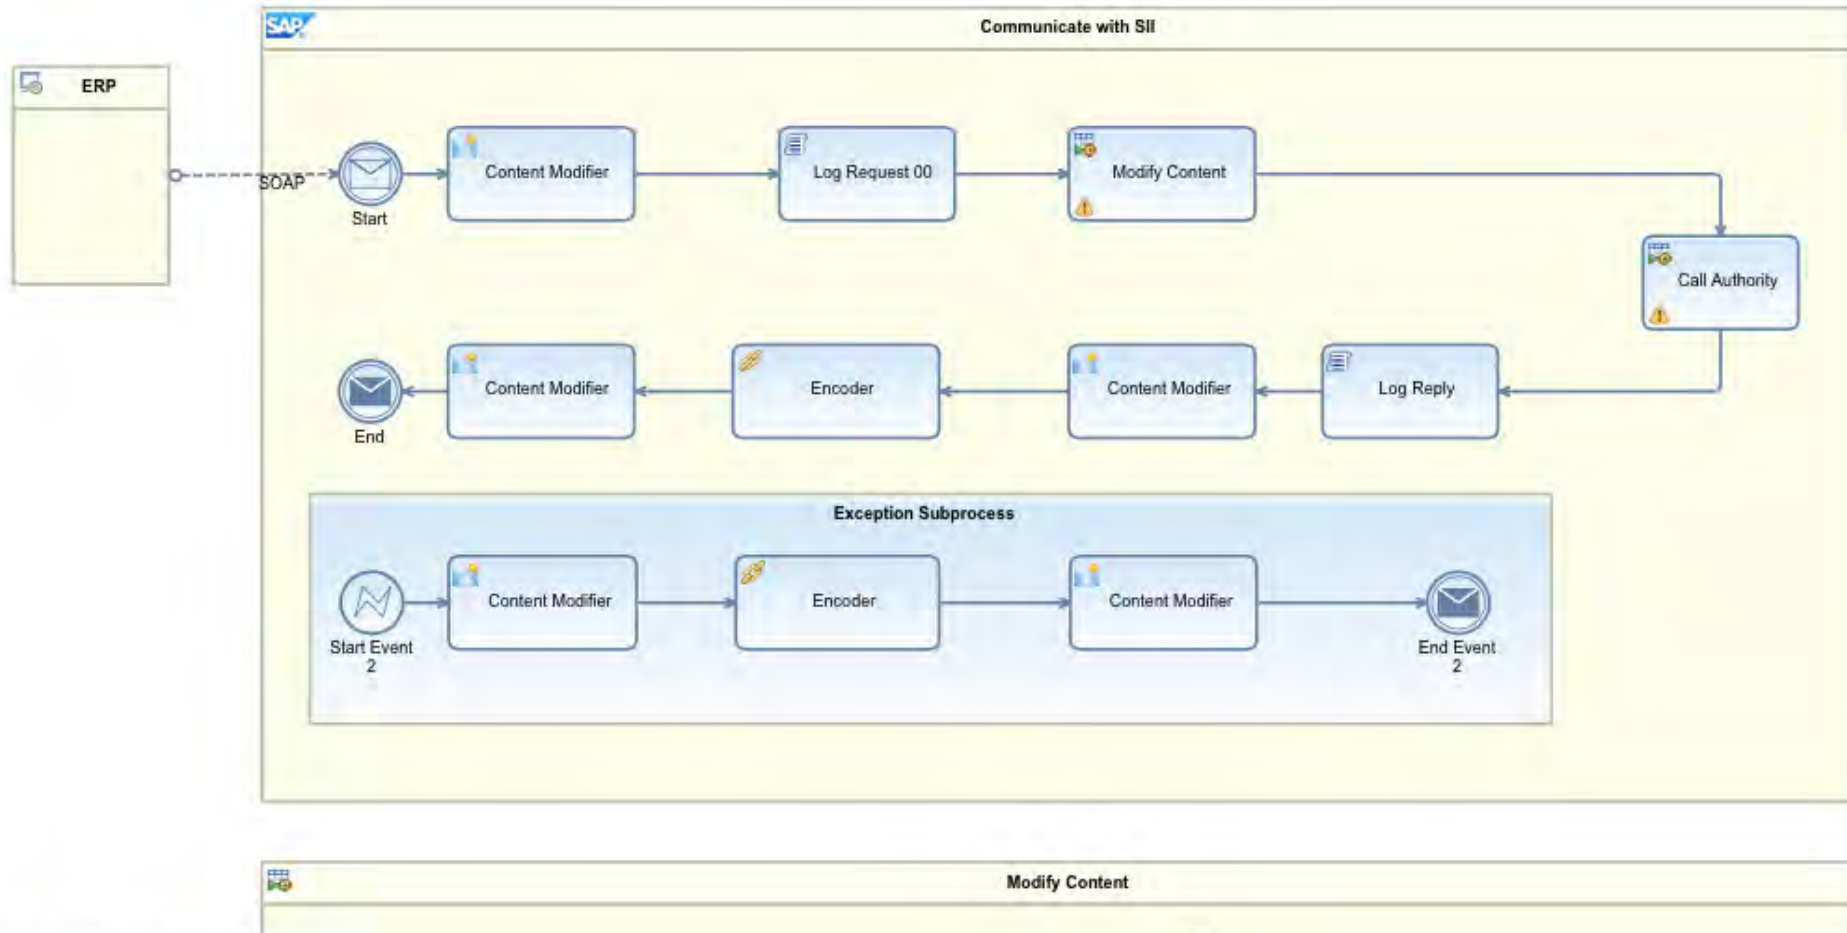 SAP
Communicate with SII
ERP
SOAP
Start
Content Modifier
Log Request 00
Modify Content
Call Authority
End
Content Modifier
Encoder
Content Modifier
Log Reply
Exception Subprocess
Start Event
2
Content Modifier
Encoder
Content Modifier
End Event
2
Modify Content